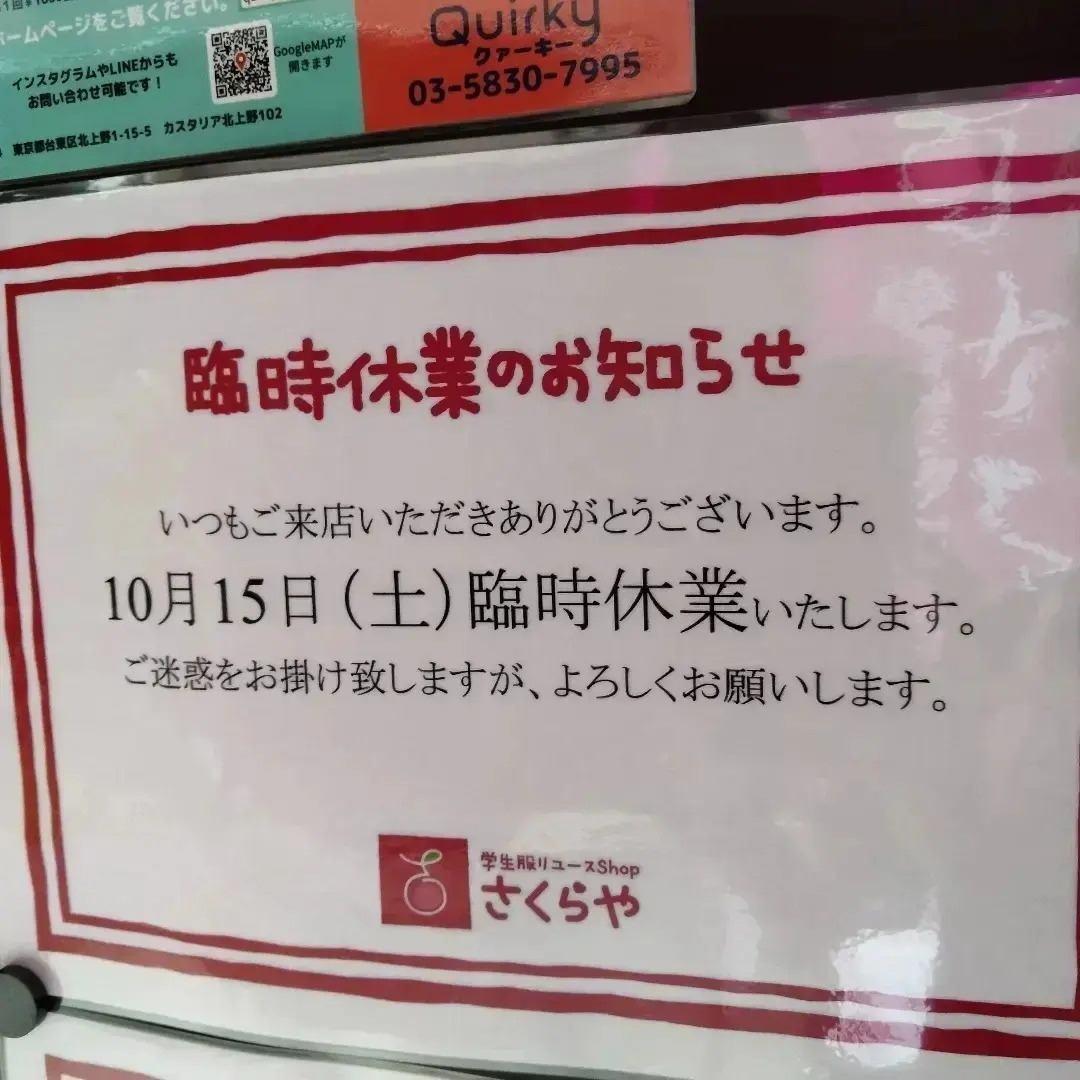 ホームページをご覧ください。
インスタグラムやLINEからも
お問い合わせ可能です！
GoogleMAPが
開きます
東京都台東区北上野1-15-5 カスタリア北上野102
Quirky
クァーキー
03-5830-7995
臨時休業のお知らせ
いつもご来店いただきありがとうございます。
10月15日（土）臨時休業いたします。
ご迷惑をお掛け致しますが、よろしくお願いします。
学生服リユースShop
さくらや